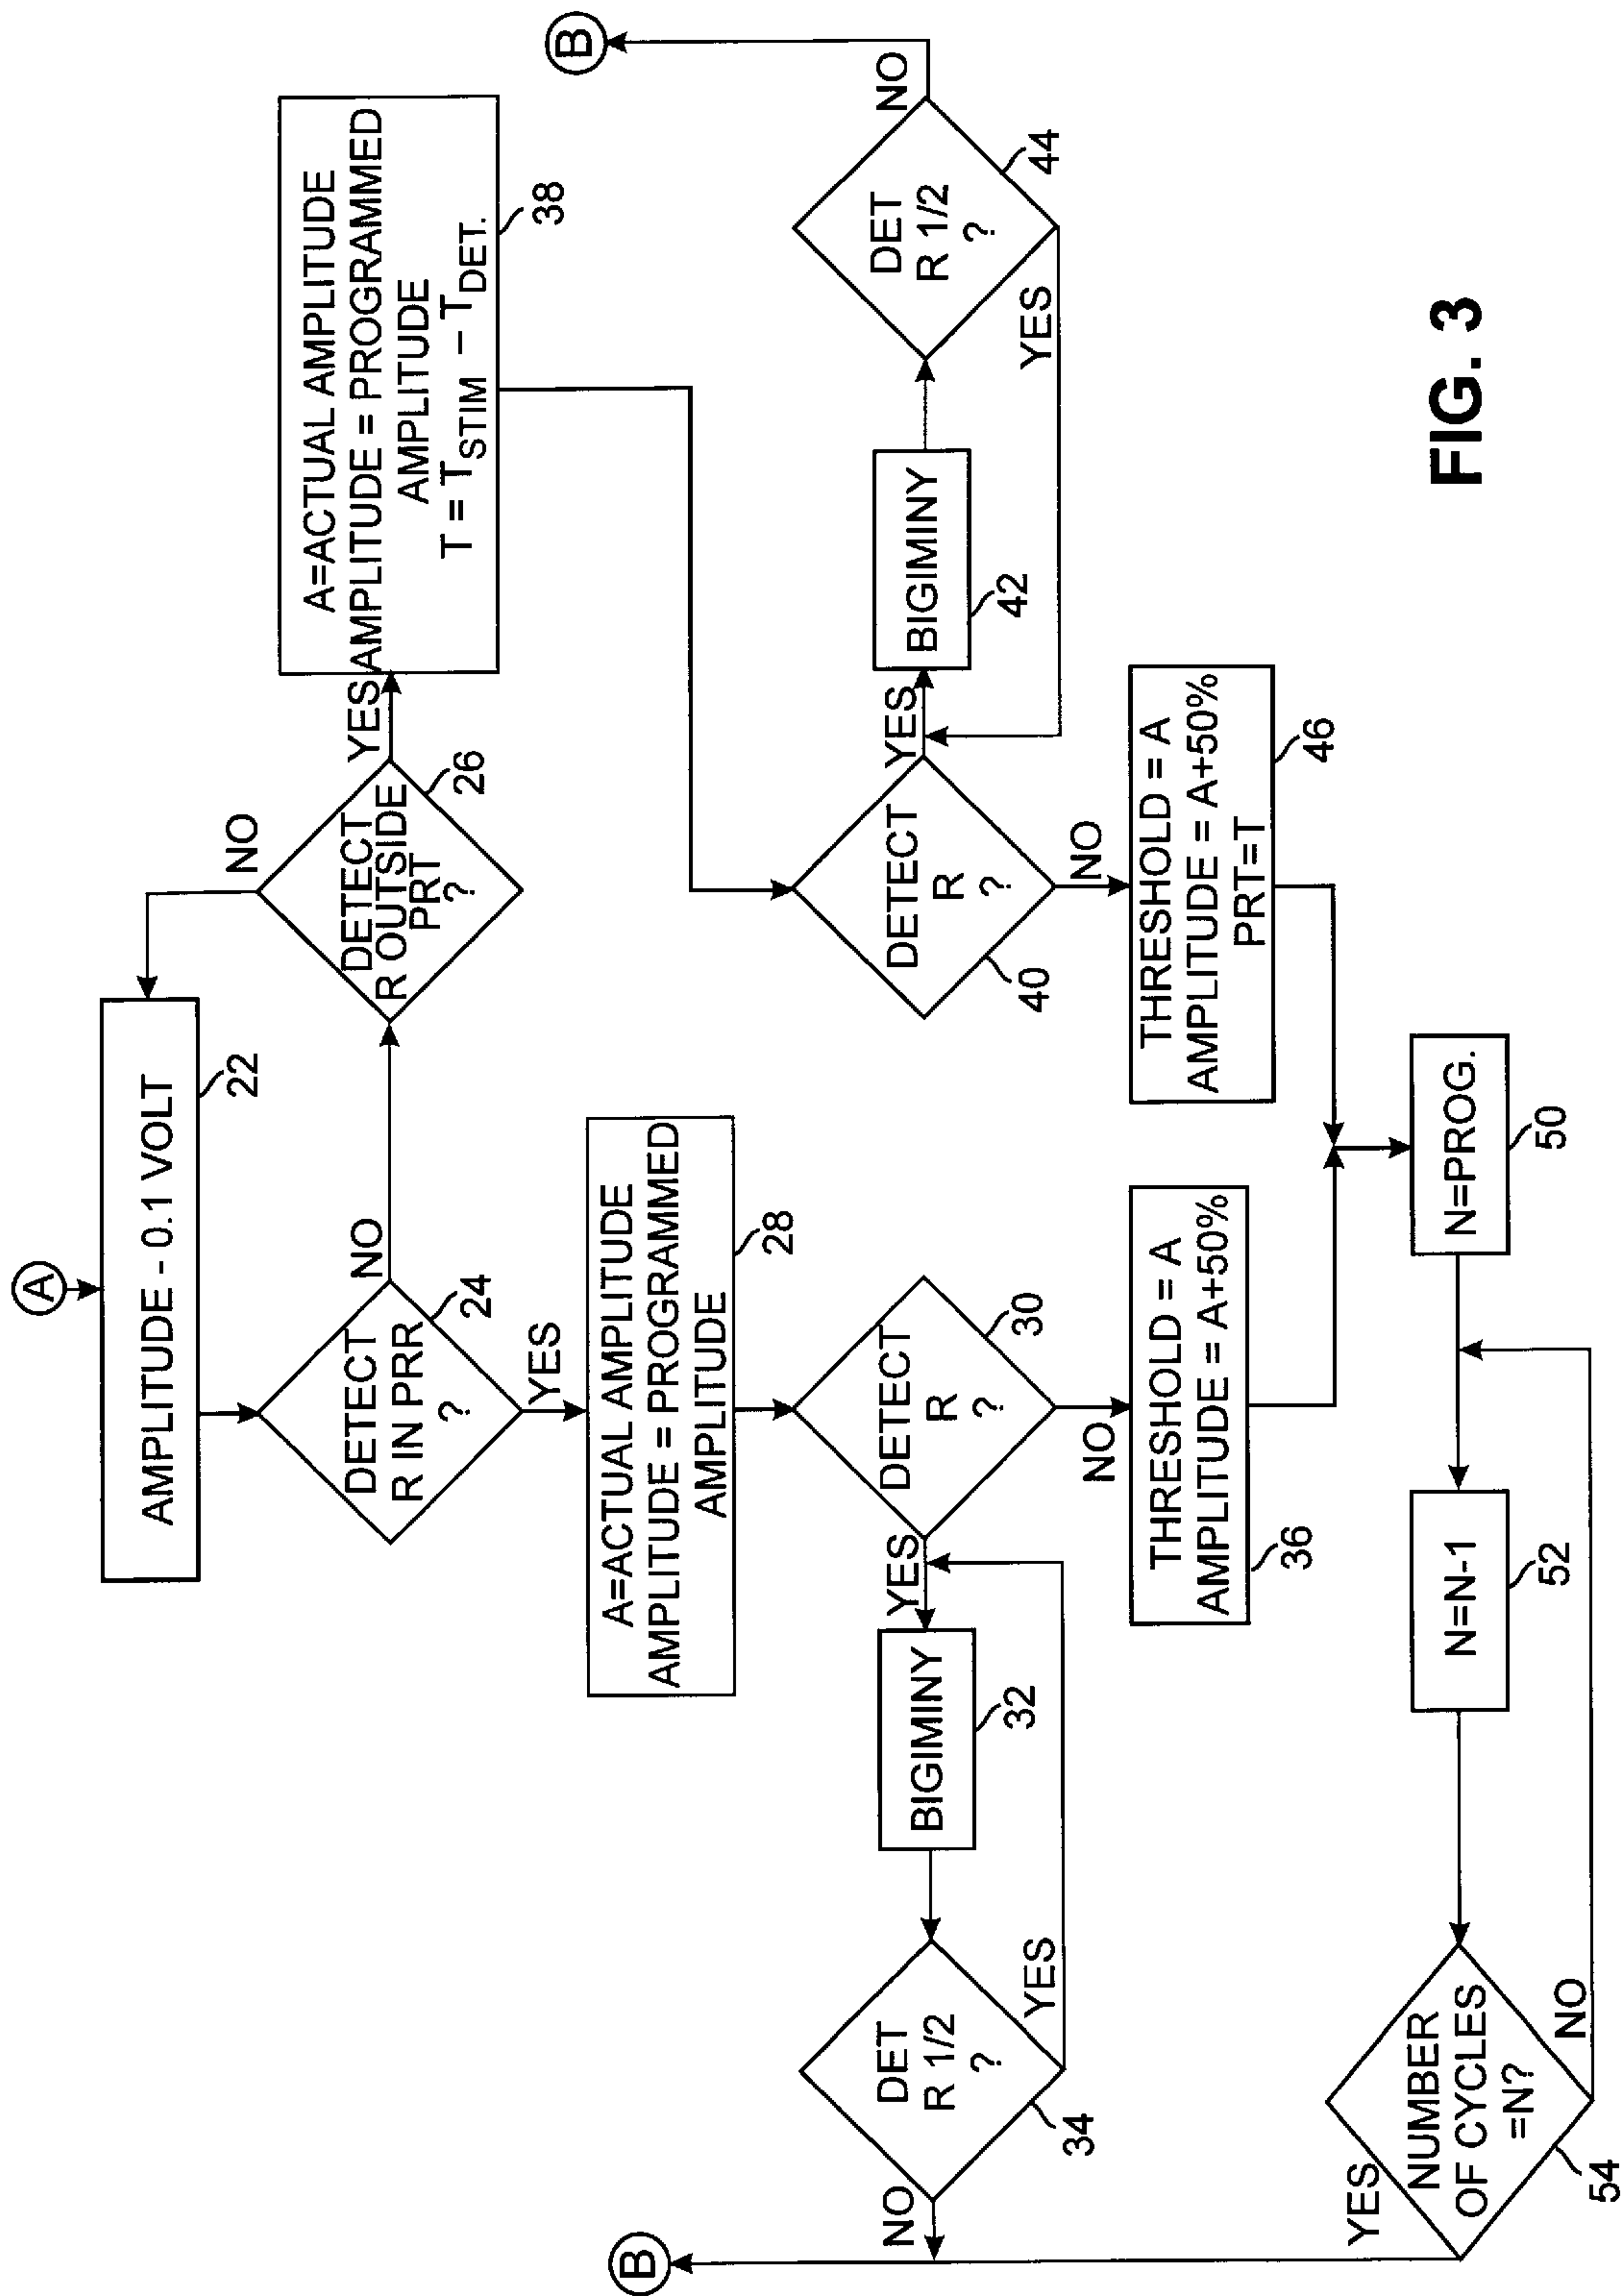 A
AMPLITUDE - 0.1 VOLT
22
DETECT
R IN PRR
?
24
NO
YES
DETECT
R OUTSIDE
PRT
?
26
NO
YES
A=ACTUAL AMPLITUDE
AMPLITUDE = PROGRAMMED
AMPLITUDE
28
A=ACTUAL AMPLITUDE
AMPLITUDE = PROGRAMMED
AMPLITUDE
T = TSTIM – TDET.
38
B
DET
R 1/2
?
34
NO
YES
BIGIMINY
32
YES
DETECT
R
?
30
NO
DETECT
R
?
40
YES
NO
BIGIMINY
42
DET
R 1/2
?
44
YES
NO
B
THRESHOLD = A
AMPLITUDE = A+50%
36
THRESHOLD = A
AMPLITUDE = A+50%
PRT=T
46
NUMBER
OF CYCLES
=N?
54
YES
NO
N=N-1
52
N=PROG.
50
FIG. 3